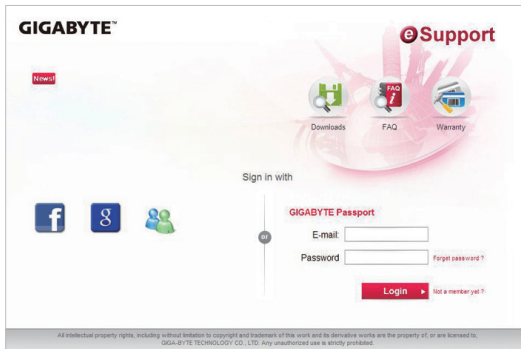 GIGABYTE™
eSupport
News!
FAQ
Downloads
FAQ
Warranty
Sign in with
or
GIGABYTE Passport
E-mail:
Password
Forget password ?
Login
Not a member yet ?
All intellectual property rights, including without limitation to copyright and trademark of this work and its derivative works are the property of, or are licensed to,
GIGA-BYTE TECHNOLOGY CO., LTD. Any unauthorized use is strictly prohibited.